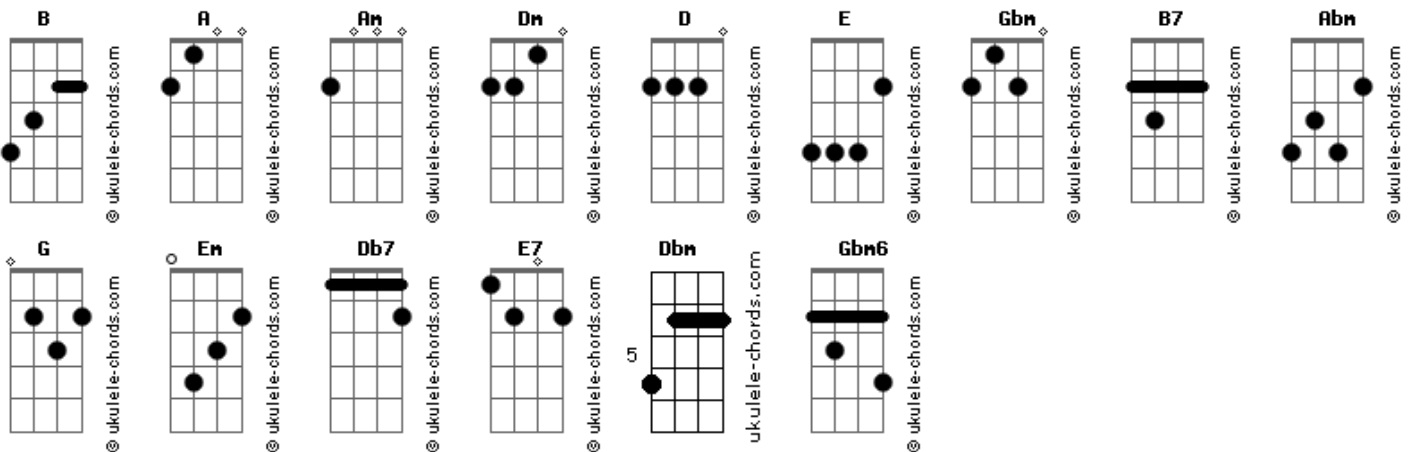 B A Am Dm D E Gbm B7 Abm
© ukulele-chords.com © ukulele-chords.com © ukulele-chords.com © ukulele-chords.com © ukulele-chords.com © ukulele-chords.com © ukulele-chords.com © ukulele-chords.com © ukulele-chords.com
G Em Db7 E7 Dbm Gbm6
5
© ukulele-chords.com © ukulele-chords.com © ukulele-chords.com © ukulele-chords.com ukulele-chords.com © ukulele-chords.com